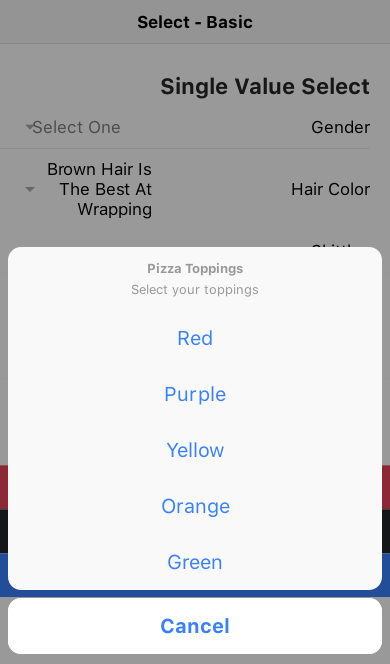 Select - Basic
Single Value Select
Gender
Select One
Hair Color
Brown Hair Is
The Best At
Wrapping
Pizza Toppings
Select your toppings
Red
Purple
Yellow
Orange
Green
Cancel